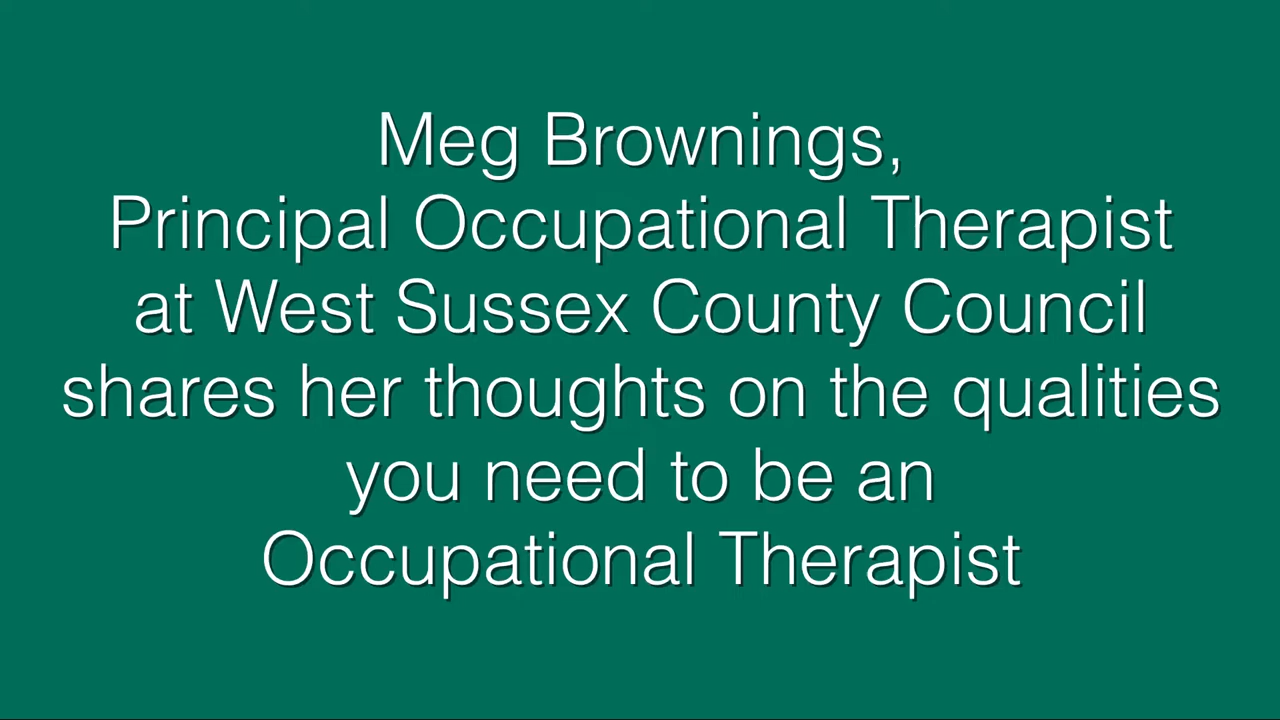 Meg Brownings,
Principal Occupational Therapist
at West Sussex County Council
shares her thoughts on the qualities
you need to be an
Occupational Therapist